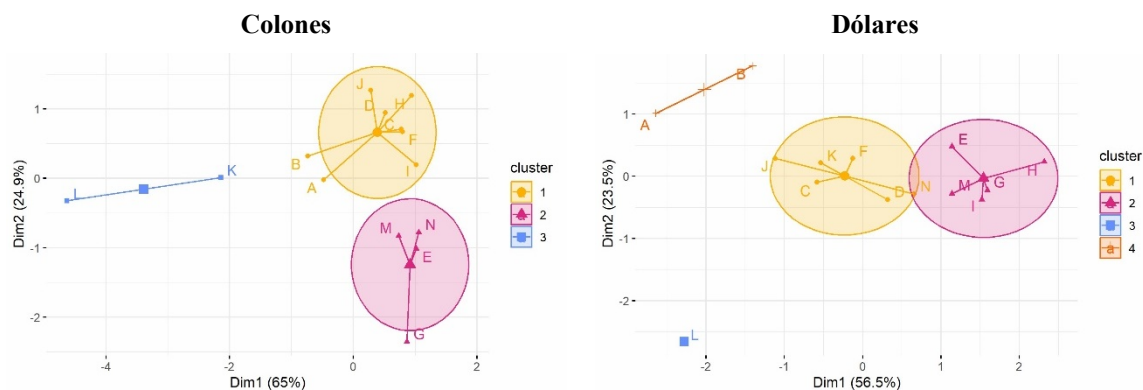 Colones
Dólares
1
0
-1
-2
-4
-2
0
2
Dim2 (24.9%)
Dim1 (65%)
J
D
H
C
F
B
A
I
K
L
M
N
E
G
cluster
1
2
3
1
0
-1
-2
-2
-1
0
1
2
Dim2 (23.5%)
Dim1 (56.5%)
B
A
E
J
K
F
H
C
M
G
D
N
I
L
cluster
1
2
3
a 4